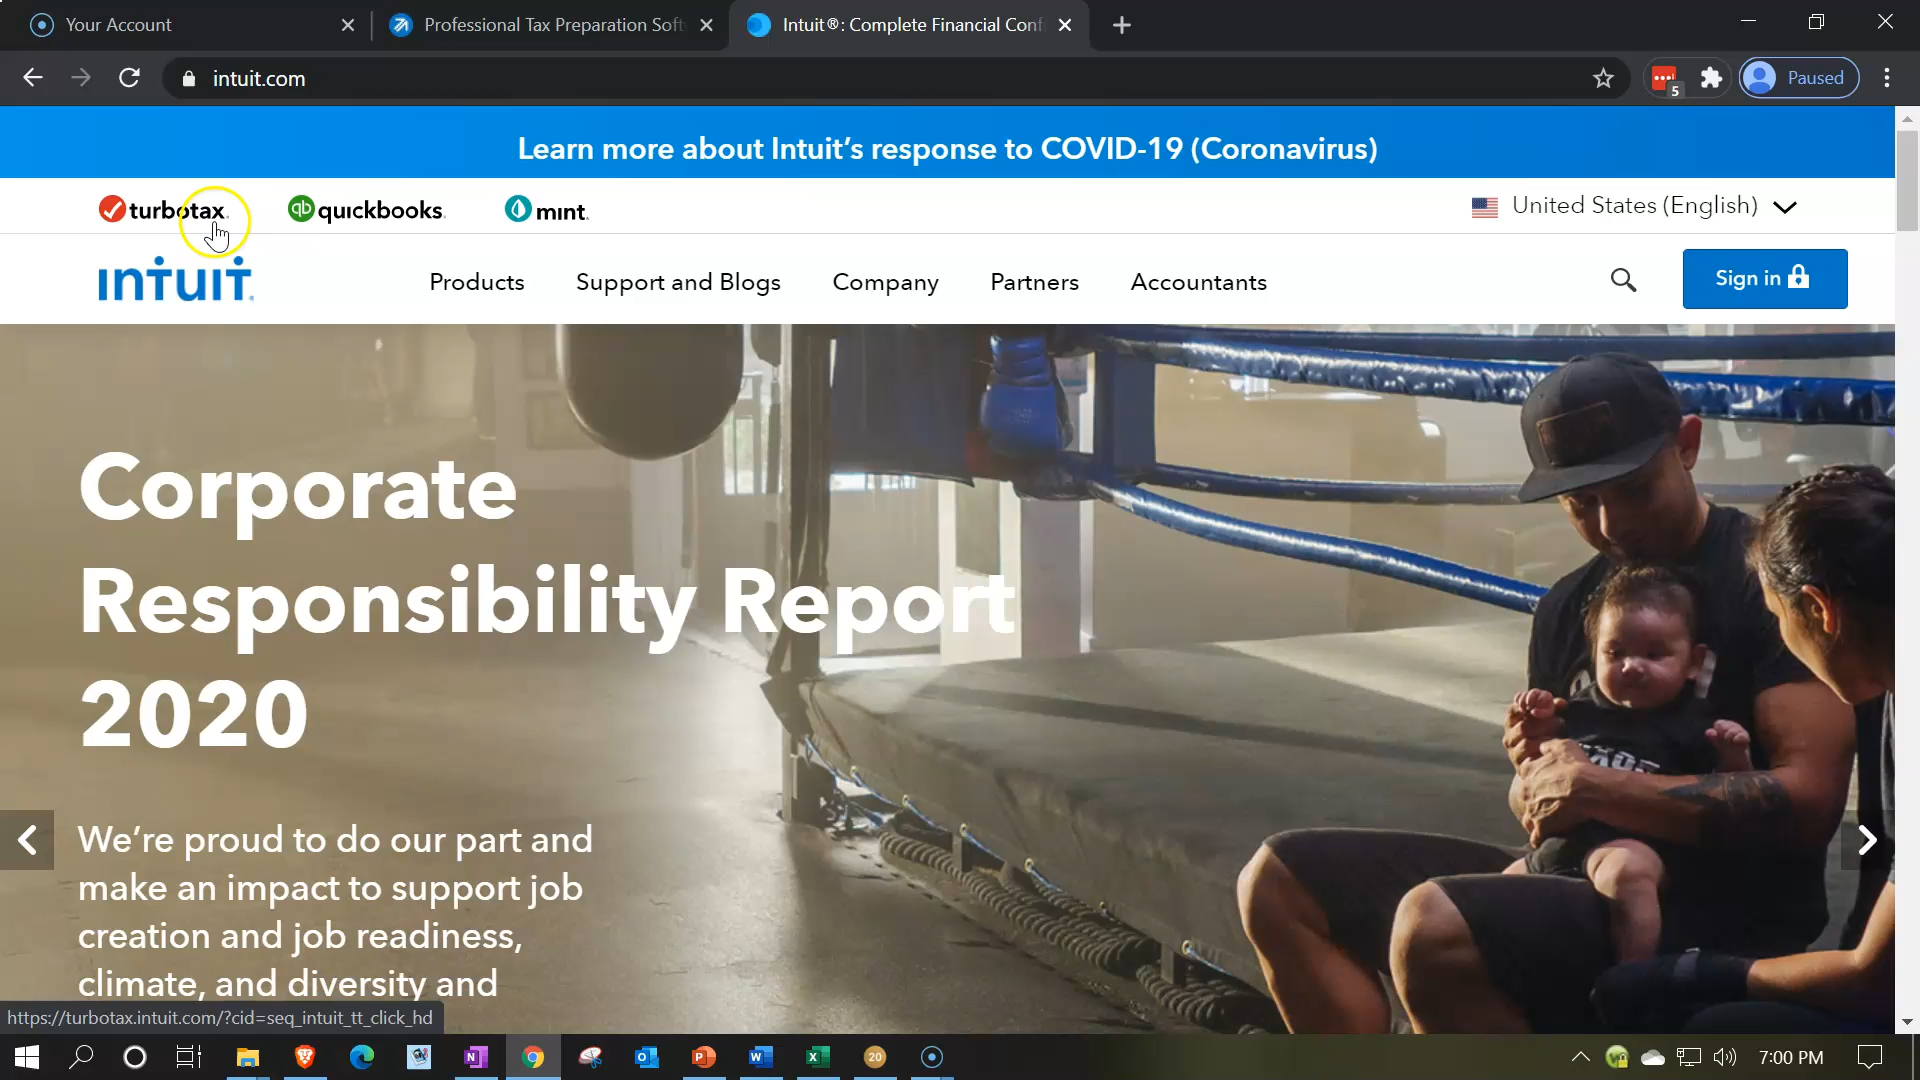 Your Account
Professional Tax Preparation Soft
Intuit®: Complete Financial Conf
intuit.com
5
Paused
Learn more about Intuit's response to COVID-19 (Coronavirus)
turbotax.
qb quickbooks.
mint.
United States (English)
INTUIT.
Products
Support and Blogs
Company
Partners
Accountants
Sign in
Corporate
Responsibility Report
2020
We're proud to do our part and
make an impact to support job
creation and job readiness,
climate, and diversity and
https://turbotax.intuit.com/?cid=seq_intuit_tt_click_hd
20
7:00 PM